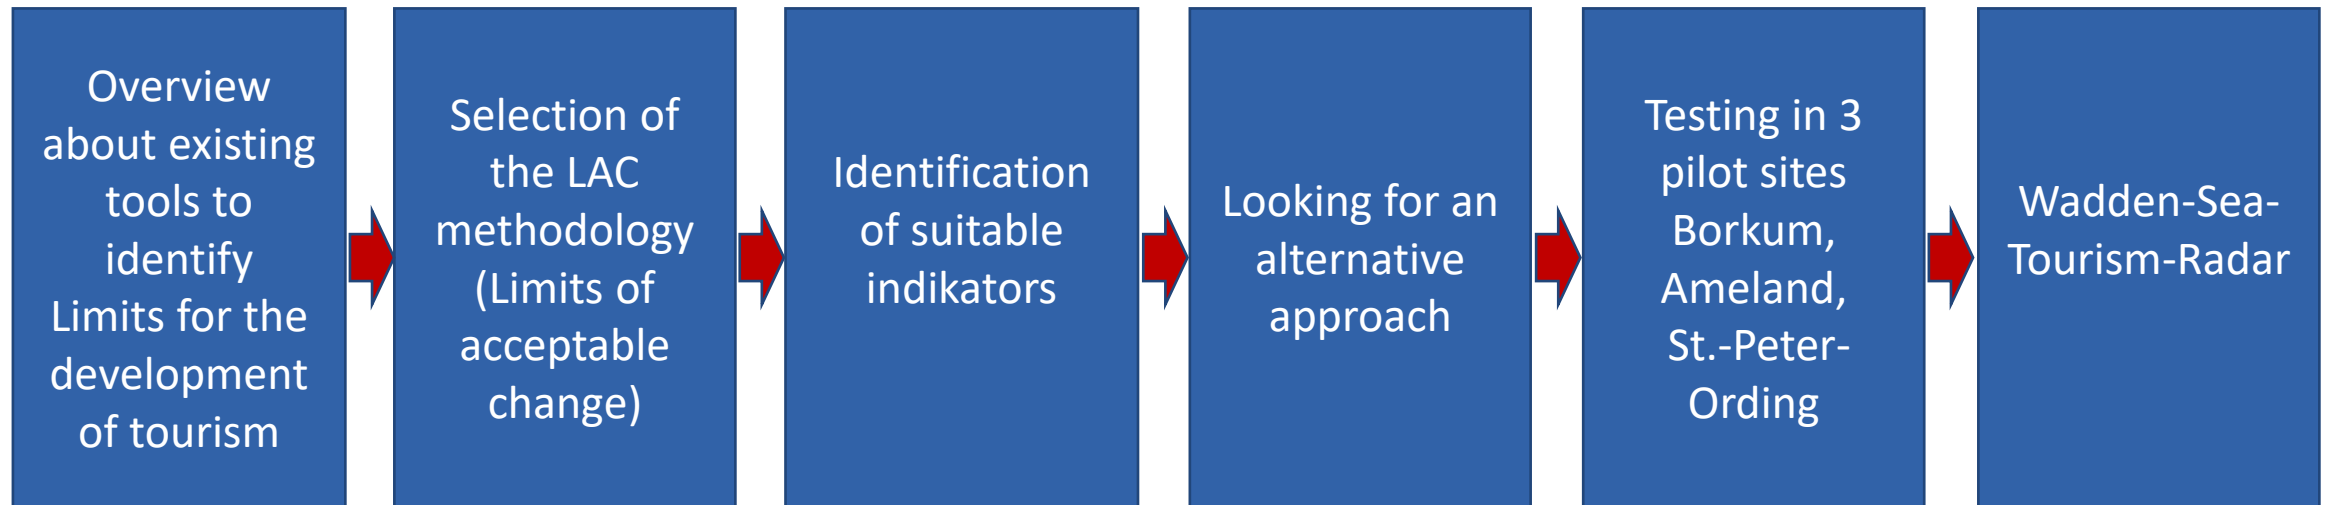 Overview
about existing
tools to
identify
Limits for the
development
of tourism
Selection of
the LAC
methodology
(Limits of
acceptable
change)
Identification
of suitable
indikators
Looking for an
alternative
approach
Testing in 3
pilot sites
Borkum,
Ameland,
St.-Peter-
Ording
Wadden-Sea-
Tourism-Radar